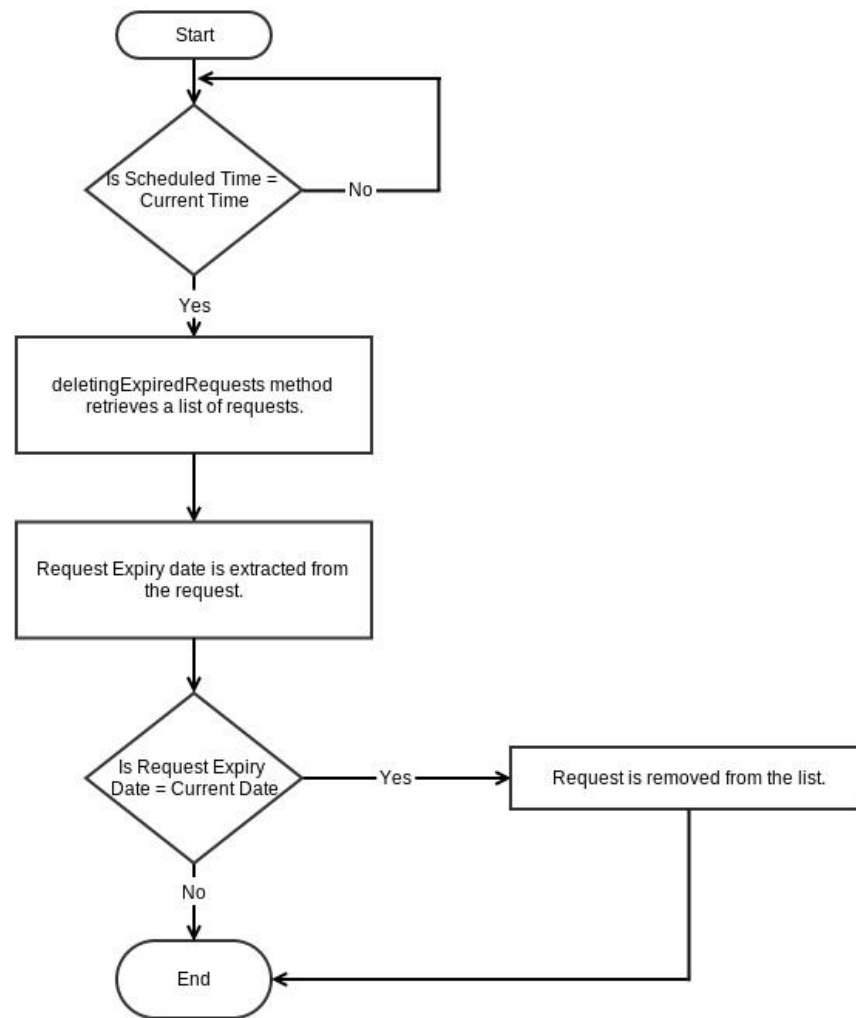 Start
Is Scheduled Time =
Current Time
No
Yes
deletingExpiredRequests method
retrieves a list of requests.
Request Expiry date is extracted from
the request.
Is Request Expiry
Date = Current Date
Yes
Request is removed from the list.
No
End